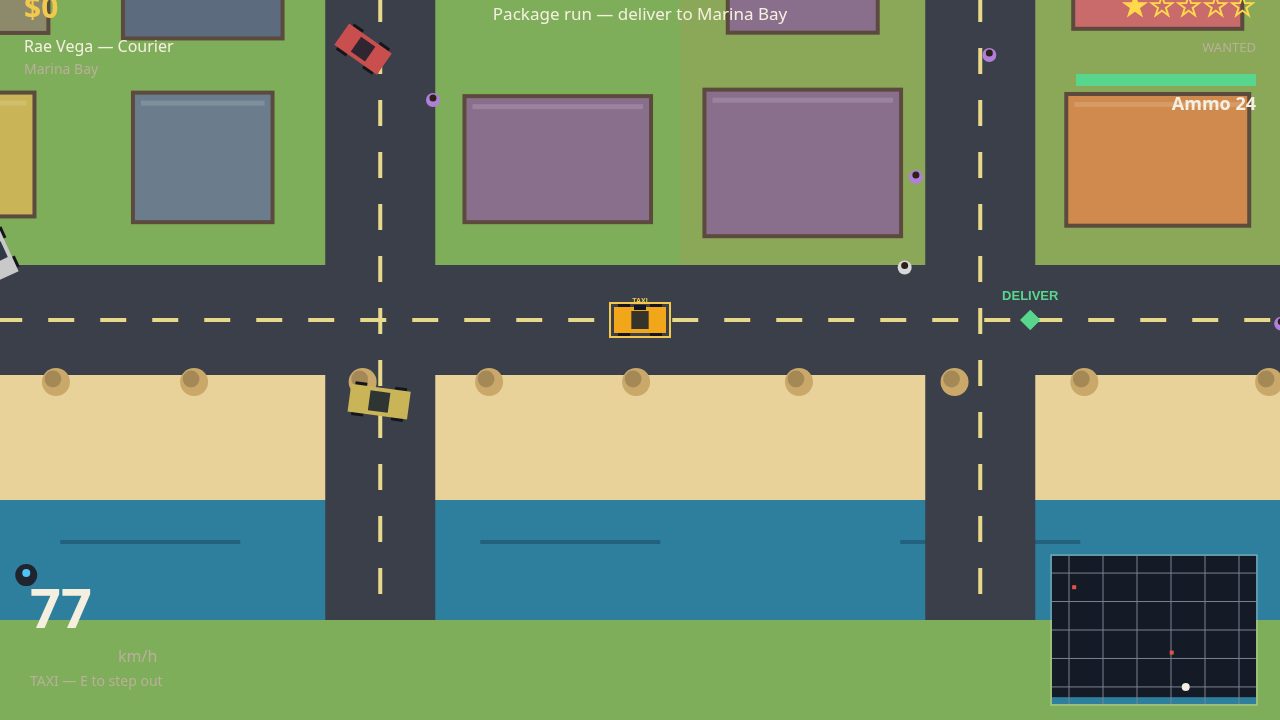 $0
Package run — deliver to Marina Bay
★☆☆☆☆
Rae Vega — Courier
WANTED
Marina Bay
Ammo 24
DELIVER
TAXI
77
km/h
TAXI — E to step out